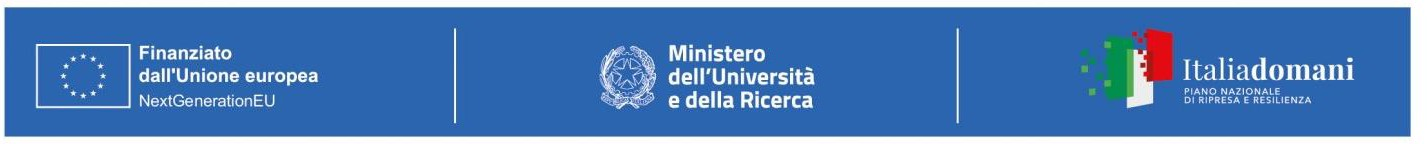 Finanziato
dall'Unione europea
NextGenerationEU
Ministero
dell'Università
e della Ricerca
Italiadomani
PIANO NAZIONALE
DI RIPRESA E RESILIENZA